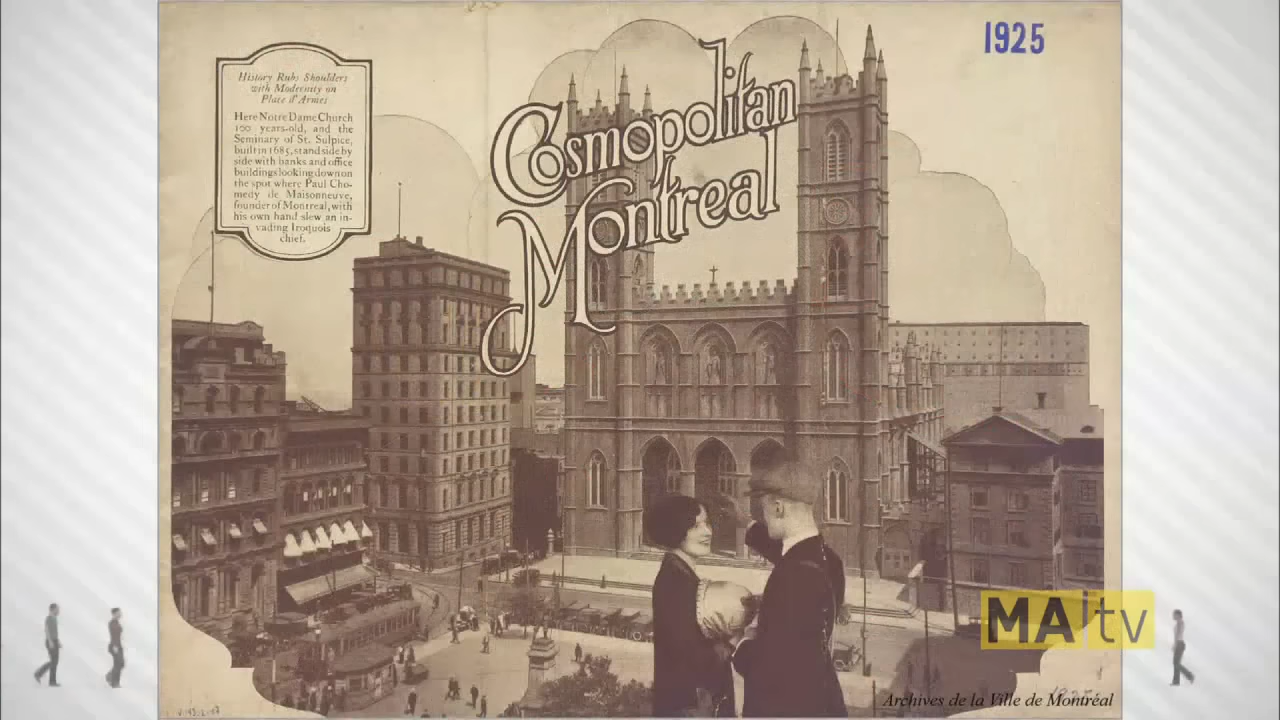 1925
History Rubs Shoulders
with Modernity on
Place d'Armes
Here Notre Dame Church
100 years-old, and the
Seminary of St. Sulpice,
built in 1685, stand side by
side with banks and office
buildings looking down on
the spot where Paul Cho-
medy de Maisonneuve,
founder of Montreal, with
his own hand slew an in-
vading Iroquois
chief.
Cosmopolitan
Montreal
MAtv
Archives de la Ville de Montréal